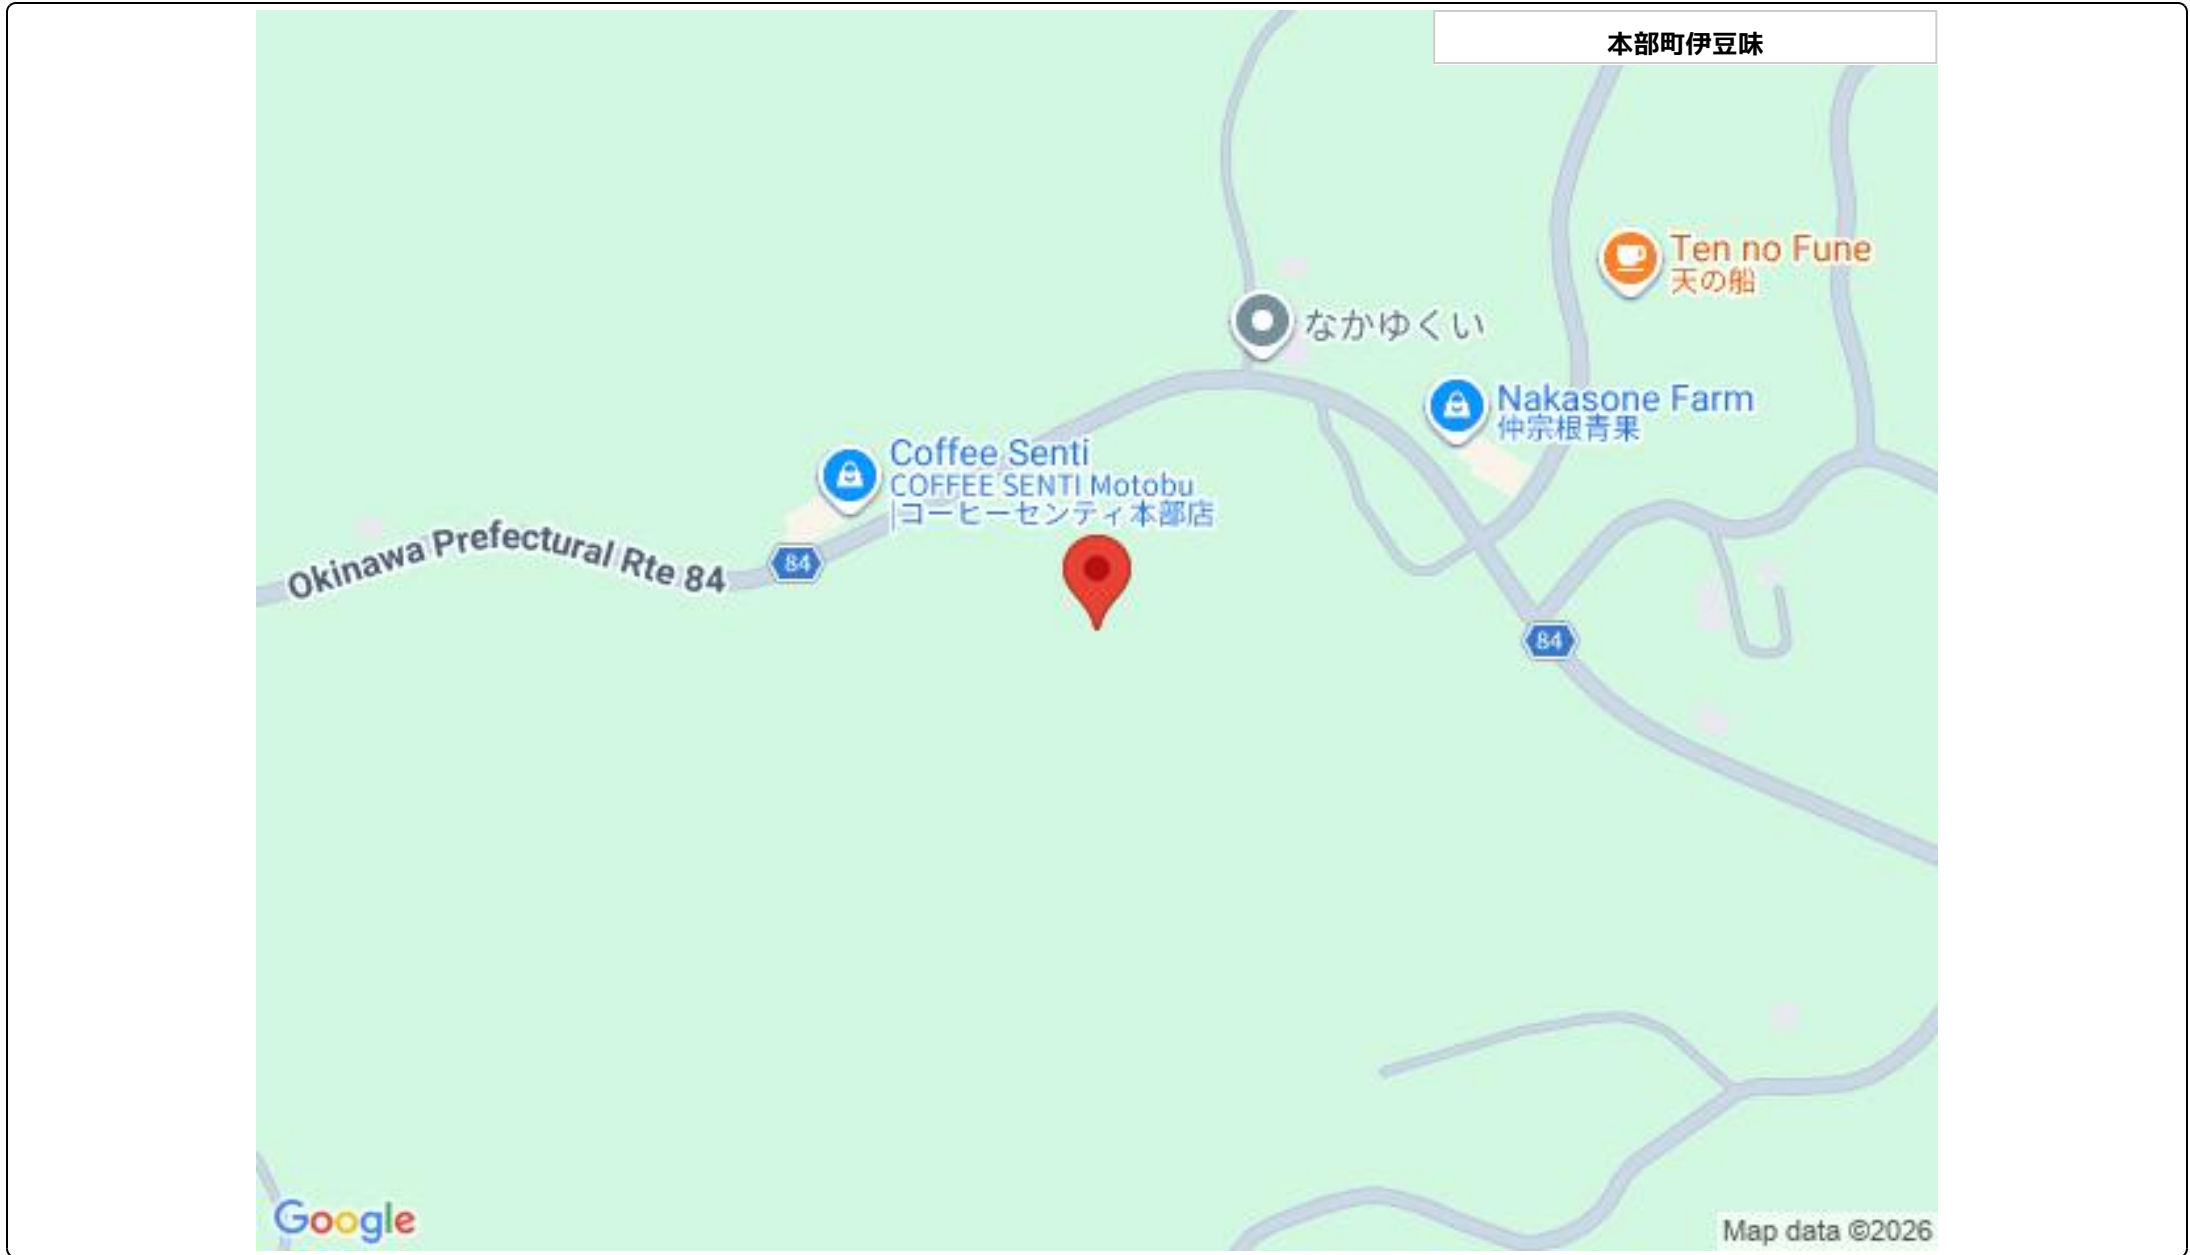 本部町伊豆味
Ten no Fune
天の船
なかゆくい
Nakasone Farm
仲宗根青果
Coffee Senti
COFFEE SENTI Motobu
|コーヒーセンティ本部店
Okinawa Prefectural Rte 84
84
84
Google
Map data ©2026